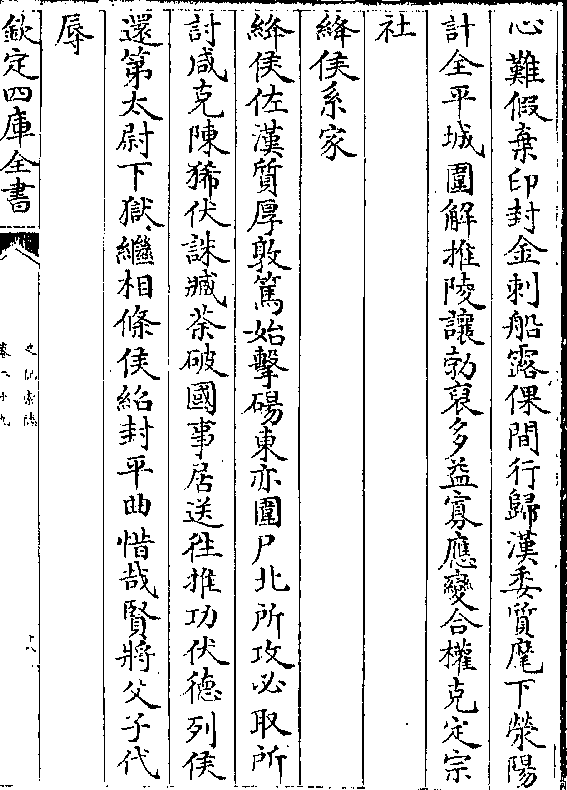 心難假棄印封金刺船露倮間行歸漢委質麾下滎陽
計全平城圍解推陵讓勃裒多益寡應變合權克定宗
社
絳侯系家
絳侯佐漢質厚敦篤始擊碭東亦圍尸北所攻必取所
討咸克陳豨伏誅臧荼破國事居送往推功伏德列侯
還第太尉下獄繼相條侯紹封平曲惜哉賢將父子代
辱
欽定四庫全書
史記索隱